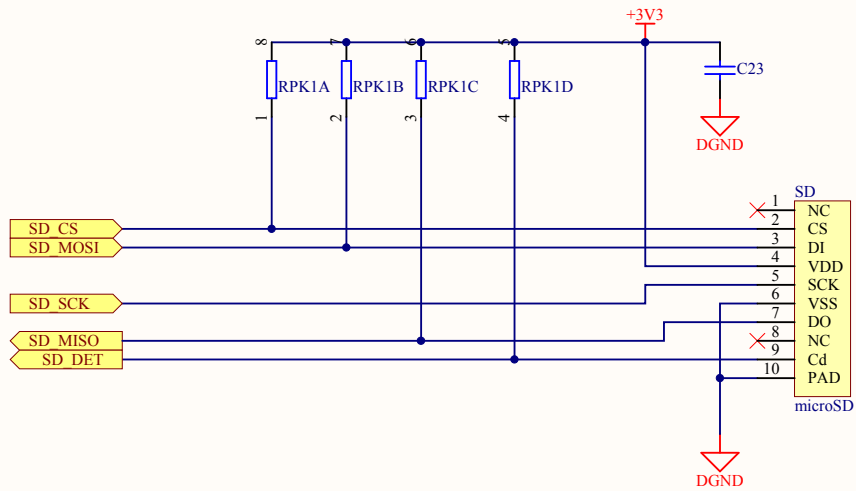 +3V3
8
7
6
5
RPK1A
RPK1B
RPK1C
RPK1D
C23
1
2
3
4
DGND
SD
1
NC
SD_CS
2
CS
SD_MOSI
3
DI
4
VDD
5
SCK
SD_SCK
6
VSS
7
DO
SD_MISO
8
NC
SD_DET
9
Cd
10
PAD
microSD
DGND